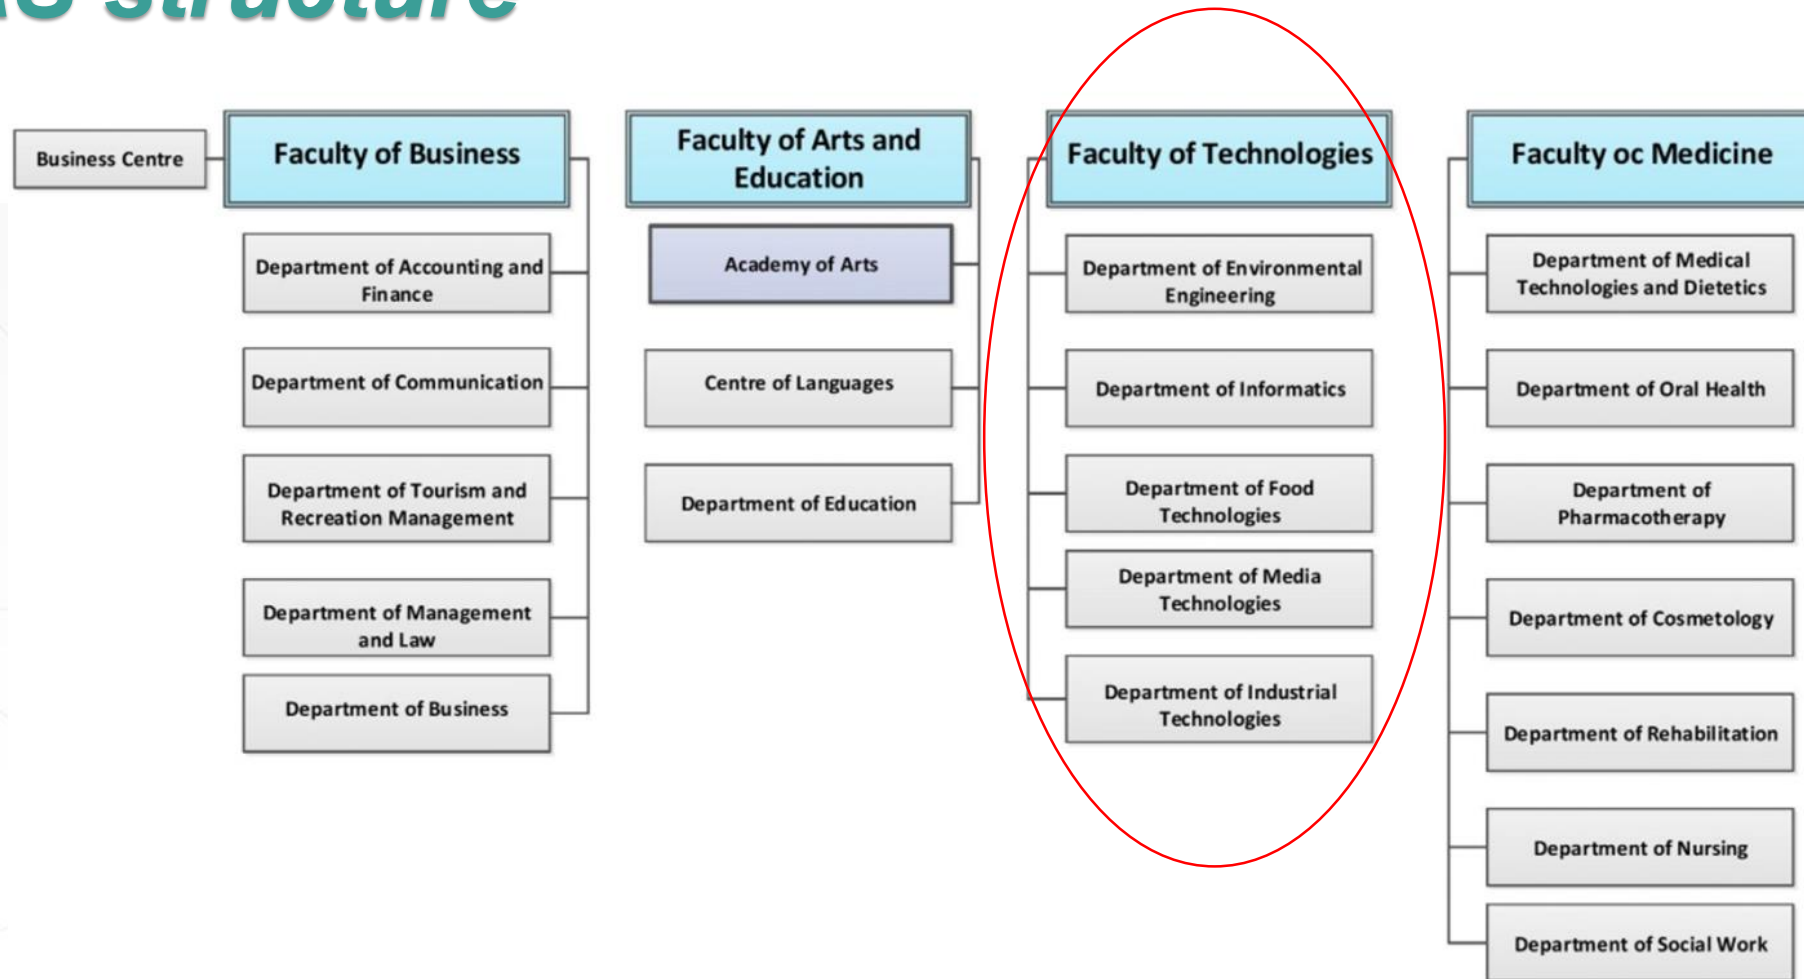 structure
Business Centre
Faculty of Business
Department of Accounting and
Finance
Department of Communication
Department of Tourism and
Recreation Management
Department of Management
and Law
Department of Business
Faculty of Arts and
Education
Academy of Arts
Centre of Languages
Department of Education
Faculty of Technologies
Department of Environmental
Engineering
Department of Informatics
Department of Food
Technologies
Department of Media
Technologies
Department of Industrial
Technologies
Faculty oc Medicine
Department of Medical
Technologies and Dietetics
Department of Oral Health
Department of
Pharmacotherapy
Department of Cosmetology
Department of Rehabilitation
Department of Nursing
Department of Social Work